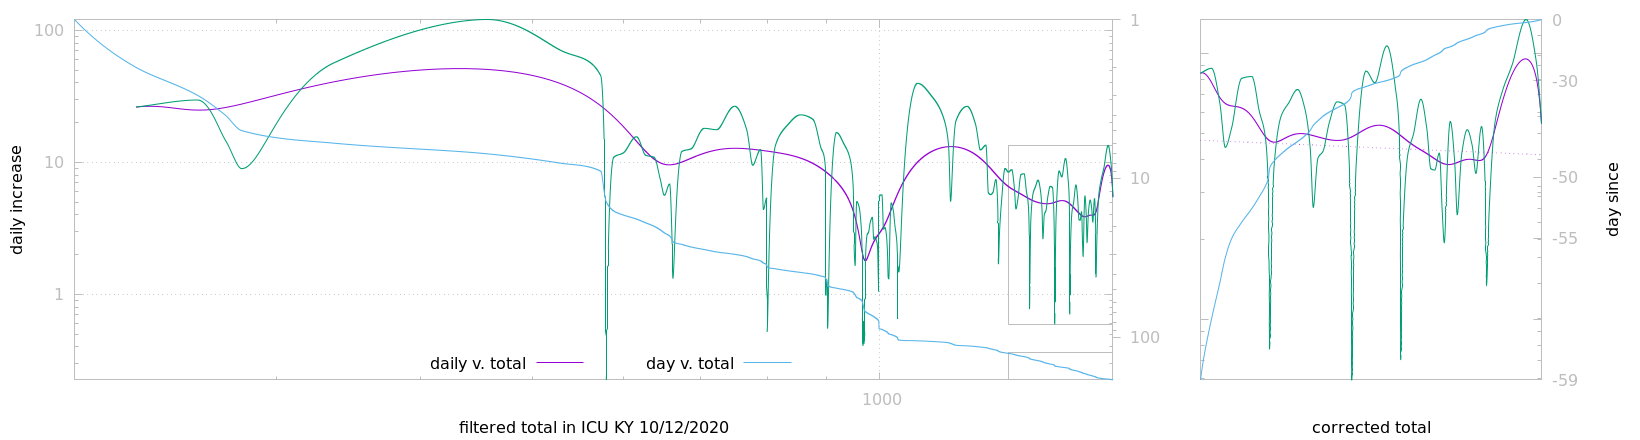 100
10
1
daily increase
daily v. total
day v. total
1000
filtered total in ICU KY 10/12/2020
1
10
100
0
-30
-50
-55
-59
day since
corrected total